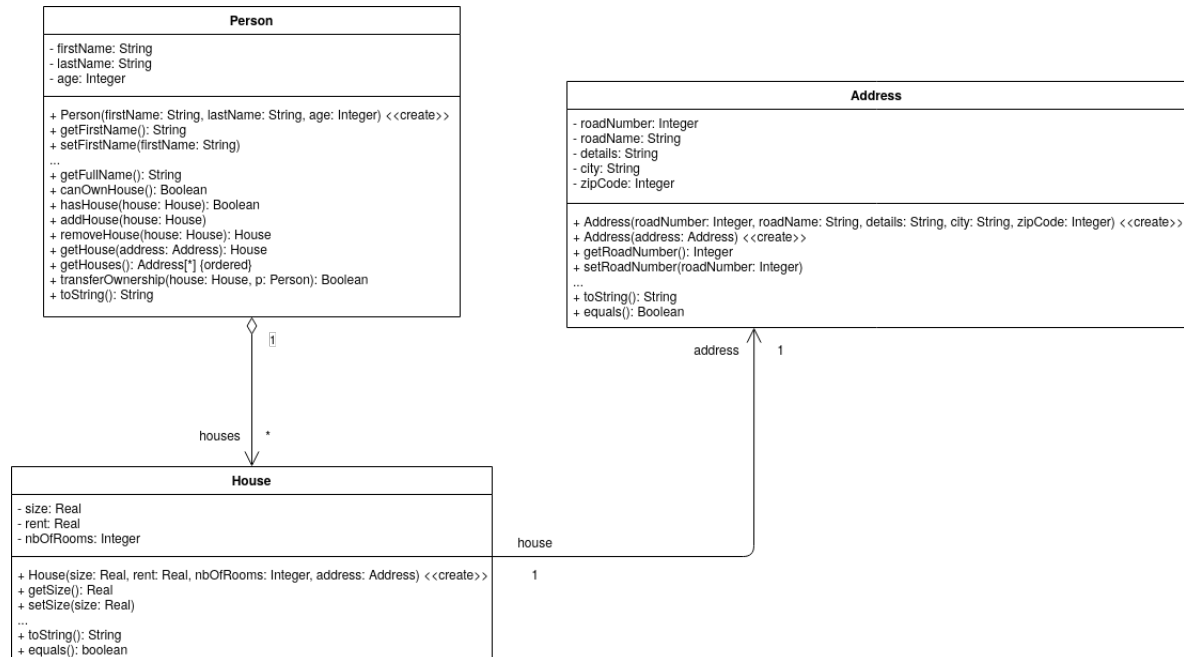 Person
- firstName: String
- lastName: String
- age: Integer
+ Person(firstName: String, lastName: String, age: Integer) <<create>>
+ getFirstName(): String
+ setFirstName(firstName: String)
...
+ getFullName(): String
+ canOwnHouse(): Boolean
+ hasHouse(house: House): Boolean
+ addHouse(house: House)
+ removeHouse(house: House): House
+ getHouse(address: Address): House
+ getHouses(): Address[*] {ordered}
+ transferOwnership(house: House, p: Person): Boolean
+ toString(): String
1
houses *
House
- size: Real
- rent: Real
- nbOfRooms: Integer
+ House(size: Real, rent: Real, nbOfRooms: Integer, address: Address) <<create>>
+ getSize(): Real
+ setSize(size: Real)
...
+ toString(): String
+ equals(): boolean
house
1
address 1
Address
- roadNumber: Integer
- roadName: String
- details: String
- city: String
- zipCode: Integer
+ Address(roadNumber: Integer, roadName: String, details: String, city: String, zipCode: Integer) <<create>>
+ Address(address: Address) <<create>>
+ getRoadNumber(): Integer
+ setRoadNumber(roadNumber: Integer)
...
+ toString(): String
+ equals(): Boolean